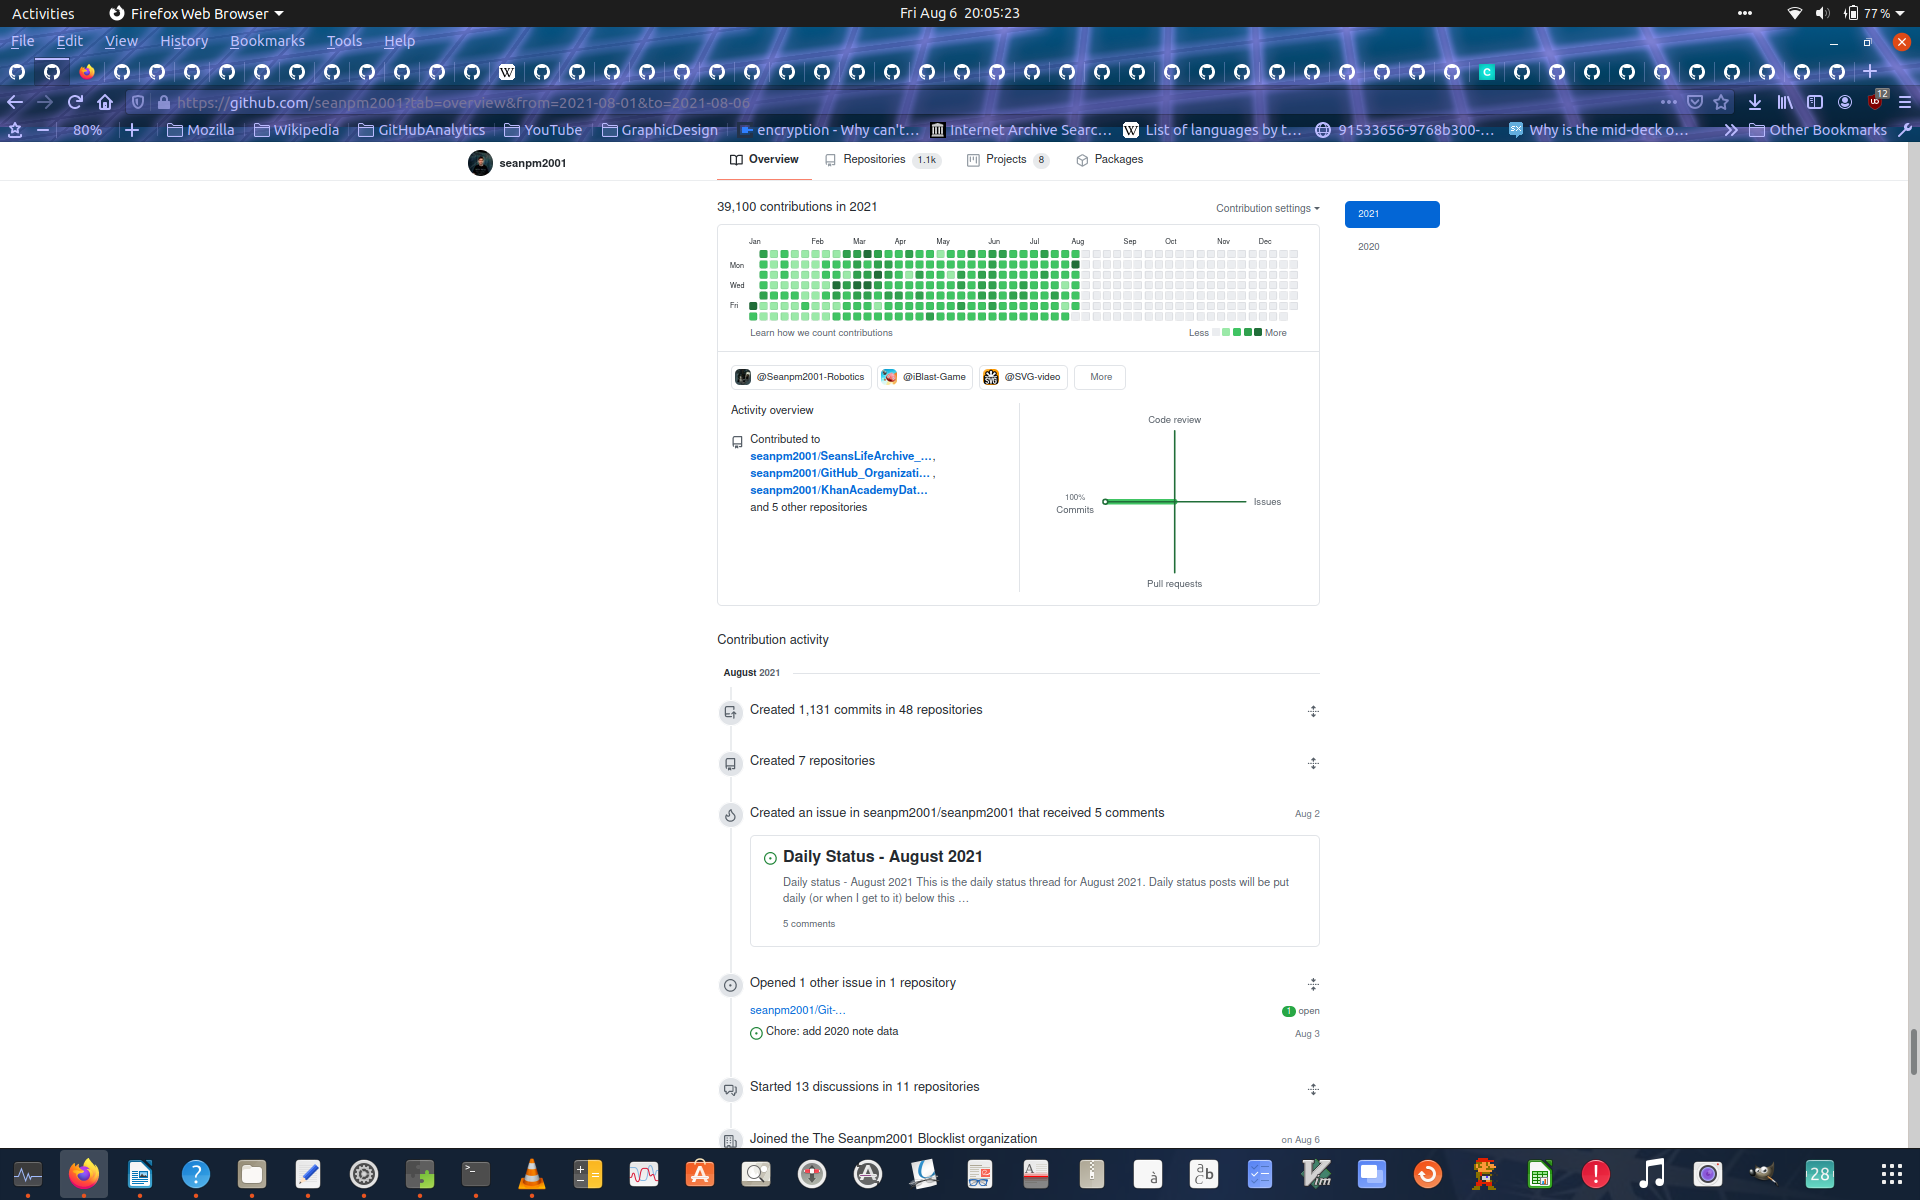 Activities
Firefox Web Browser
Fri Aug 6 20:05:23
77 %
File Edit View History Bookmarks Tools Help
https://github.com/seanpm2001?tab=overview&from=2021-08-01&to=2021-08-06
12
80%
Mozilla
Wikipedia
GitHubAnalytics
YouTube
GraphicDesign
encryption - Why can't...
Internet Archive Searc...
List of languages by t...
91533656-9768b300-...
Why is the mid-deck o...
Other Bookmarks
seanpm2001
Overview
Repositories 1.1k
Projects 8
Packages
39,100 contributions in 2021
Contribution settings
2021
2020
Jan Feb Mar Apr May Jun Jul Aug Sep Oct Nov Dec
Mon
Wed
Fri
Learn how we count contributions
Less
More
@Seanpm2001-Robotics
@iBlast-Game
@SVG-video
More
Activity overview
Contributed to
seanpm2001/SeansLifeArchive_...,
seanpm2001/GitHub_Organizati... ,
seanpm2001/KhanAcademyDat...
and 5 other repositories
Code review
100%
Commits
Issues
Pull requests
Contribution activity
August 2021
Created 1,131 commits in 48 repositories
Created 7 repositories
Created an issue in seanpm2001/seanpm2001 that received 5 comments
Aug 2
Daily Status - August 2021
Daily status - August 2021 This is the daily status thread for August 2021. Daily status posts will be put
daily (or when I get to it) below this ...
5 comments
Opened 1 other issue in 1 repository
seanpm2001/Git-...
1 open
Chore: add 2020 note data
Aug 3
Started 13 discussions in 11 repositories
Joined the The Seanpm2001 Blocklist organization
on Aug 6
28